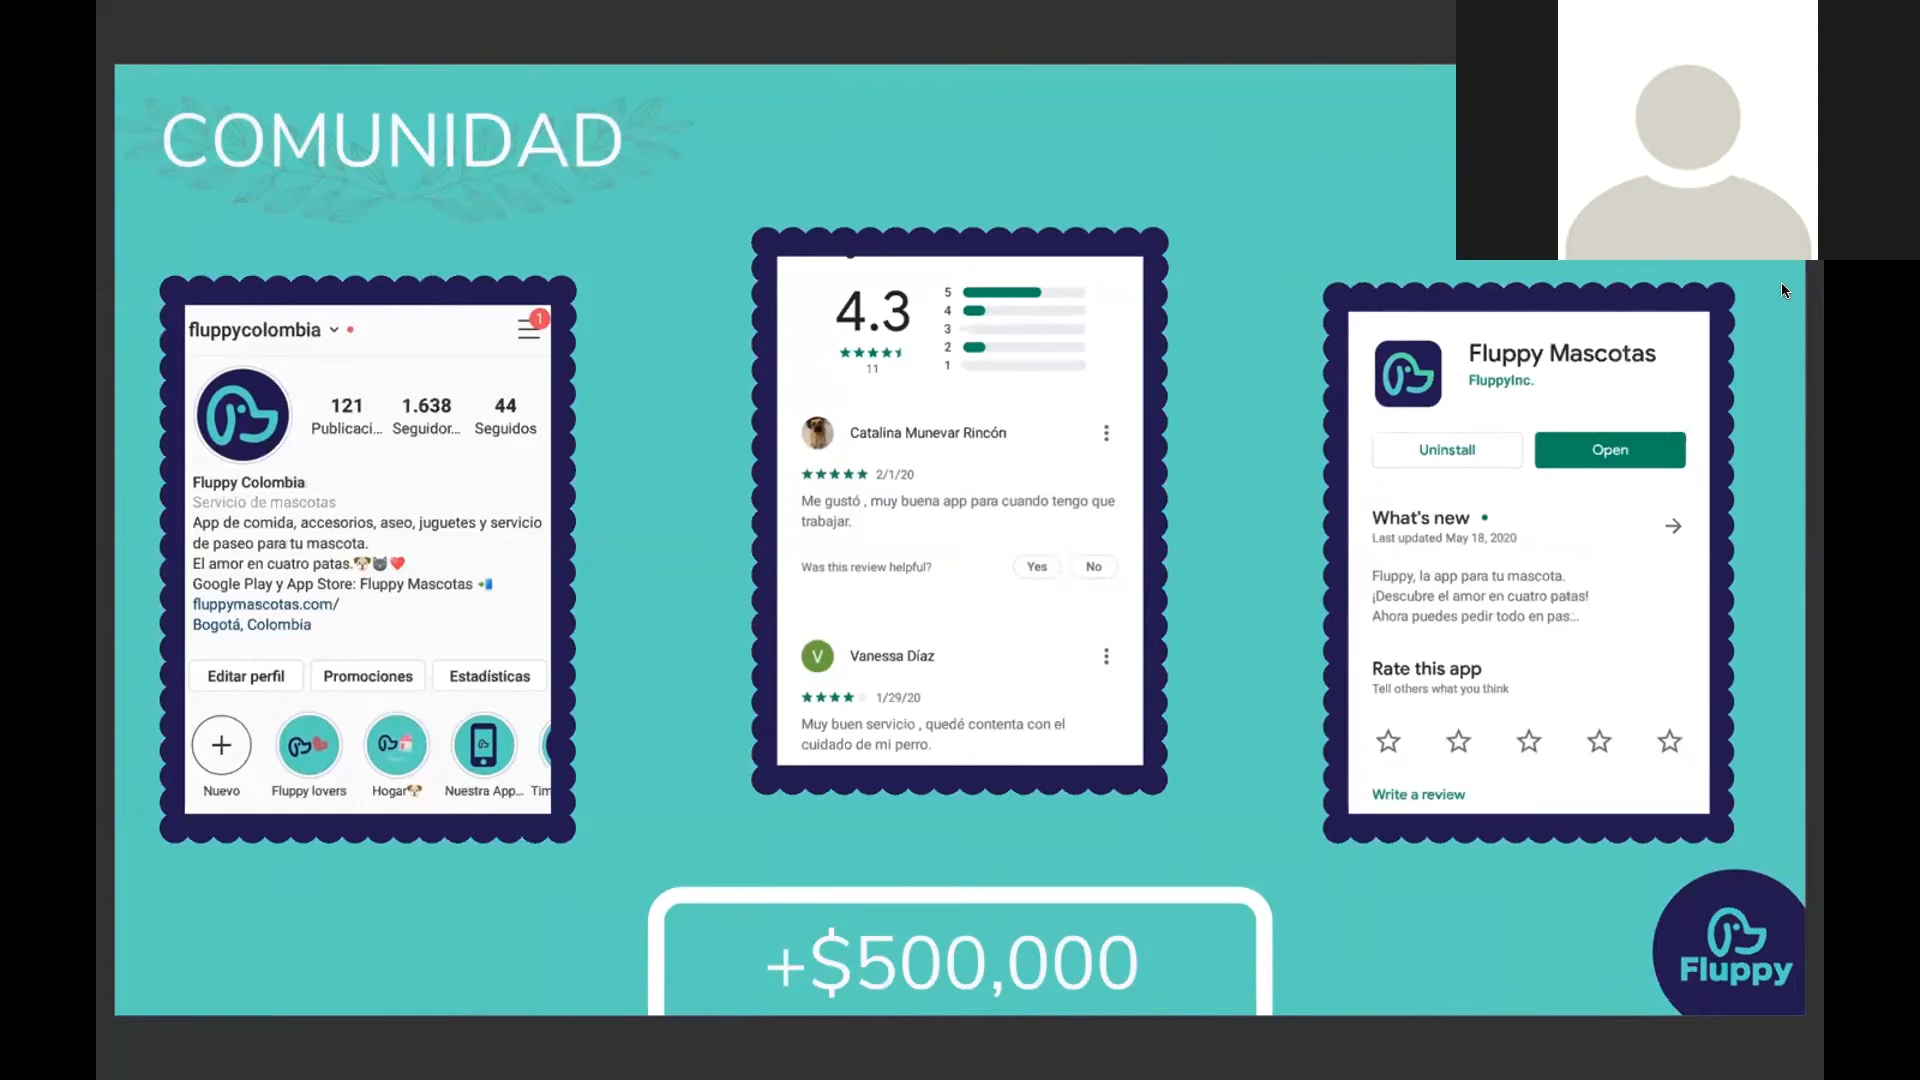 COMUNIDAD
fluppycolombia
1
121
1.638
44
Publicaci...
Seguidor...
Seguidos
Fluppy Colombia
Servicio de mascotas
App de comida, accesorios, aseo, juguetes y servicio
de paseo para tu mascota.
El amor en cuatro patas.🐶🐱❤️
Google Play y App Store: Fluppy Mascotas 📲
fluppymascotas.com/
Bogotá, Colombia
Editar perfil
Promociones
Estadísticas
Nuevo
Fluppy lovers
Hogar🐶
Nuestra App...
Tim
4.3
11
5
4
3
2
1
Catalina Munevar Rincón
2/1/20
Me gustó , muy buena app para cuando tengo que
trabajar.
Was this review helpful?
Yes
No
V
Vanessa Díaz
1/29/20
Muy buen servicio , quedé contenta con el
cuidado de mi perro.
Fluppy Mascotas
FluppyInc.
Uninstall
Open
What's new
Last updated May 18, 2020
Fluppy, la app para tu mascota.
¡Descubre el amor en cuatro patas!
Ahora puedes pedir todo en pas...
Rate this app
Tell others what you think
Write a review
+$500,000
Fluppy